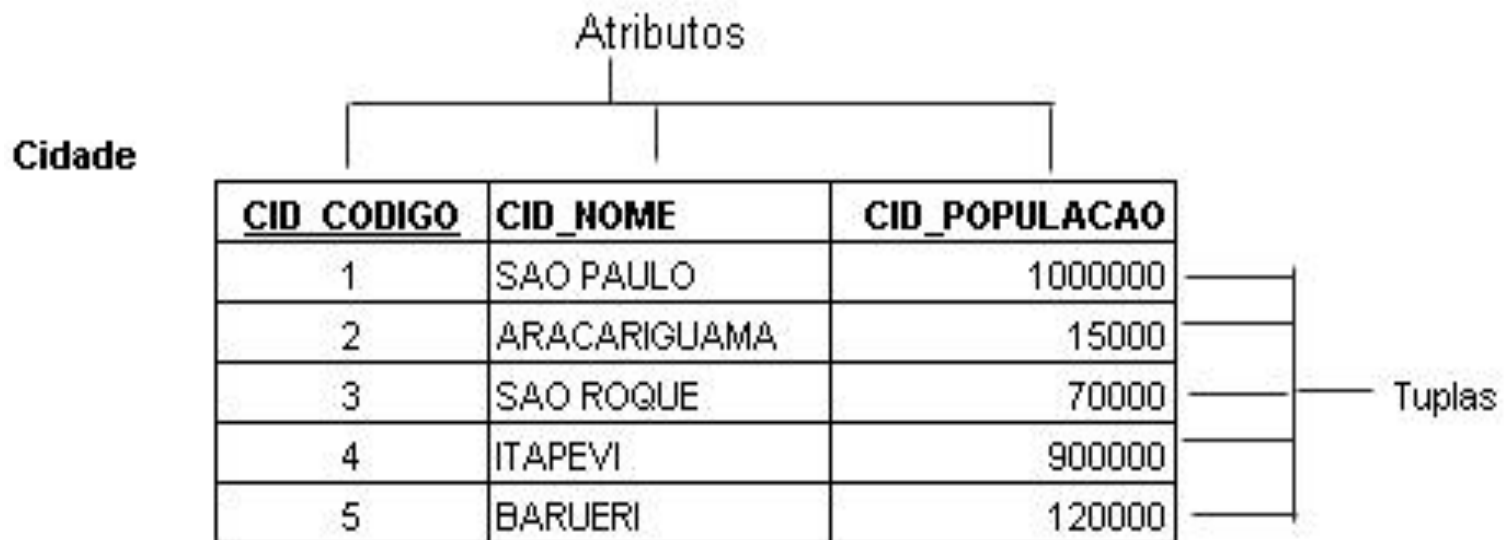 Atributos
Cidade
CID_CODIGO CID_NOME CID_POPULACAO
1 SAO PAULO 1000000
2 ARACARIGUAMA 15000
3 SAO ROQUE 70000
Tuplas
4 ITAPEVI 900000
5 BARUERI 120000